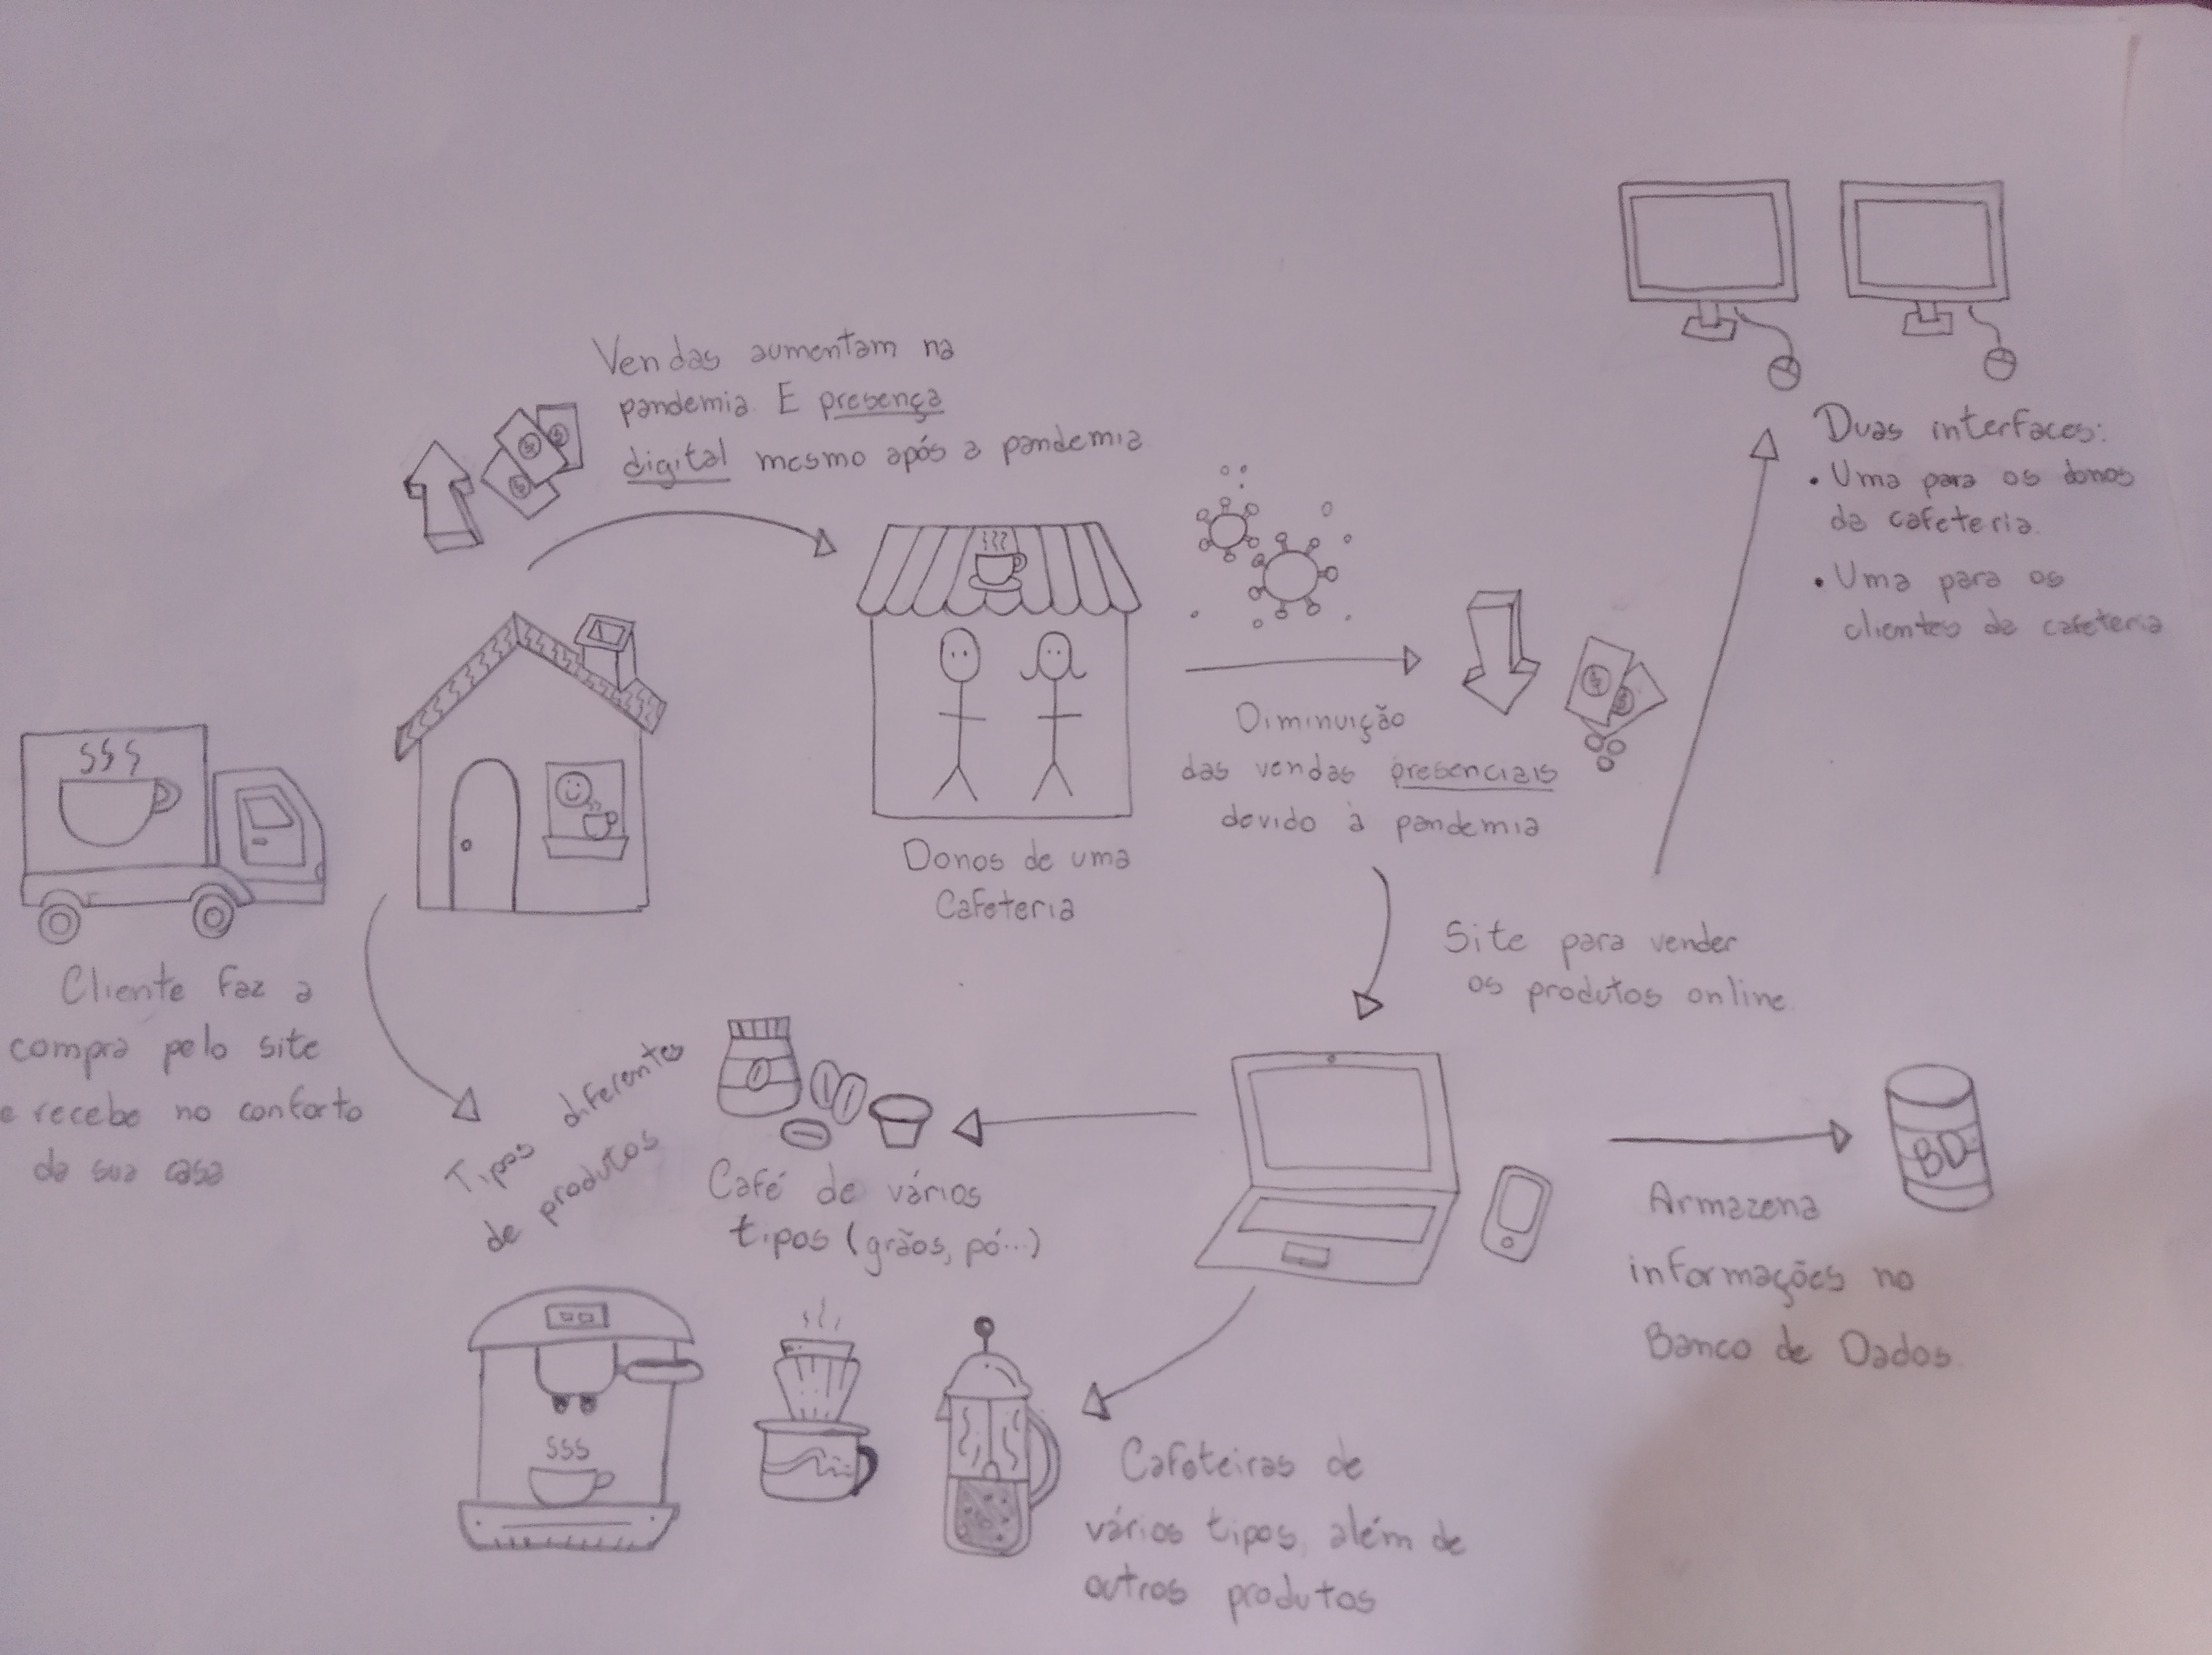 Vendas aumentam na
pandemia. E presença
digital mesmo após a pandemia
Duas interfaces:
• Uma para os donos
da cafeteria.
• Uma para os
clientes da cafeteria
Donos de uma
Cafeteria
Diminuição
das vendas presenciais
devido à pandemia
Site para vender
os produtos online.
Cliente faz a
compra pelo site
e recebe no conforto
da sua casa
Tipos diferentes
de produtos
Café de vários
tipos (grãos, pó...)
BD
Armazena
informações no
Banco de Dados.
Cafeteiras de
vários tipos, além de
outros produtos